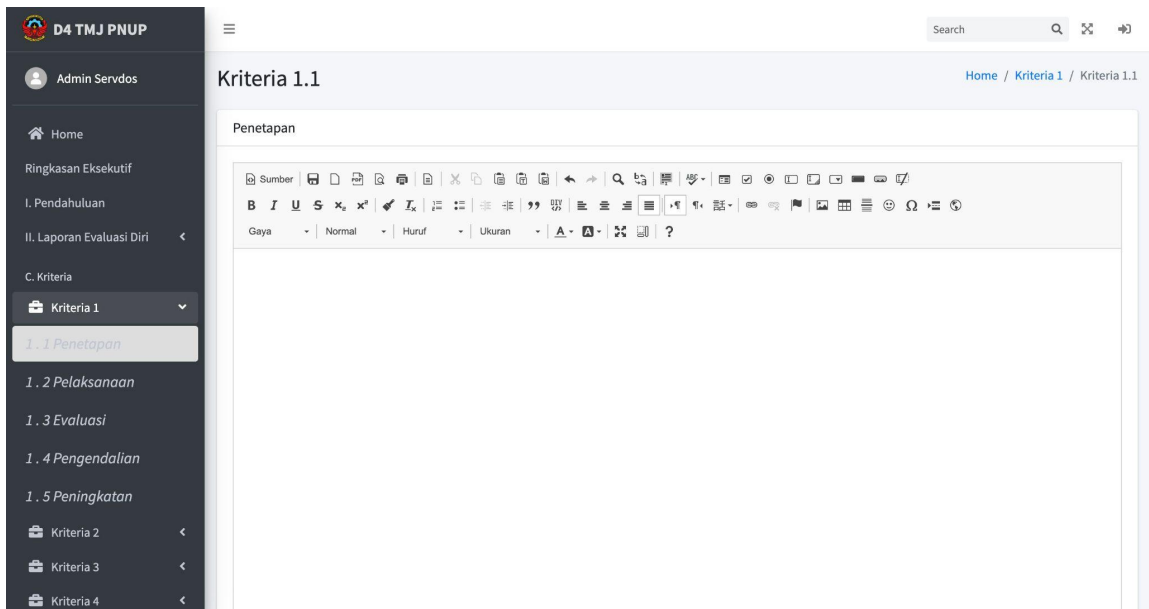 D4 TMJ PNUP
Search
Admin Servdos
Kriteria 1.1
Home / Kriteria 1 / Kriteria 1.1
Home
Ringkasan Eksekutif
I. Pendahuluan
II. Laporan Evaluasi Diri
C. Kriteria
Kriteria 1
1 . 1 Penetapan
1 . 2 Pelaksanaan
1 . 3 Evaluasi
1 . 4 Pengendalian
1 . 5 Peningkatan
Kriteria 2
Kriteria 3
Kriteria 4
Penetapan
Sumber
Gaya Normal Huruf Ukuran